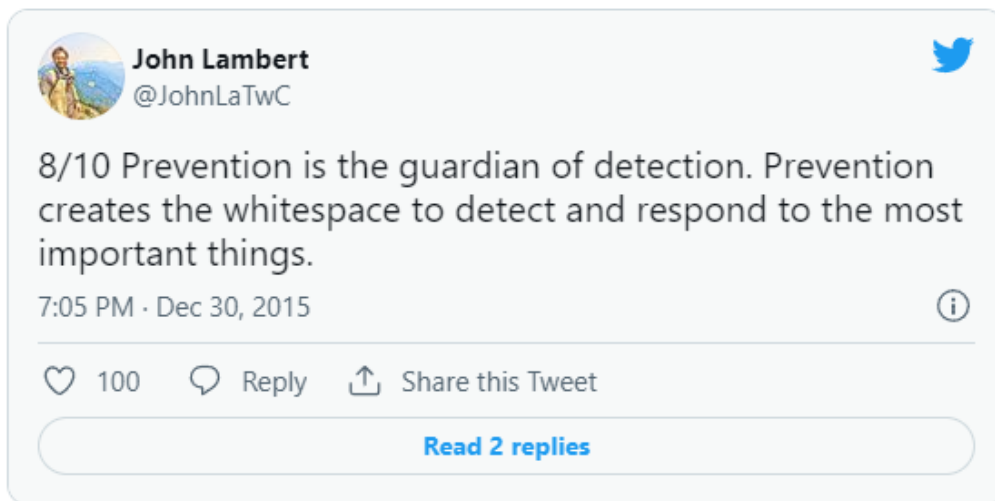 John Lambert
@JohnLaTwC
8/10 Prevention is the guardian of detection. Prevention
creates the whitespace to detect and respond to the most
important things.
7:05 PM · Dec 30, 2015
100 Reply Share this Tweet
Read 2 replies